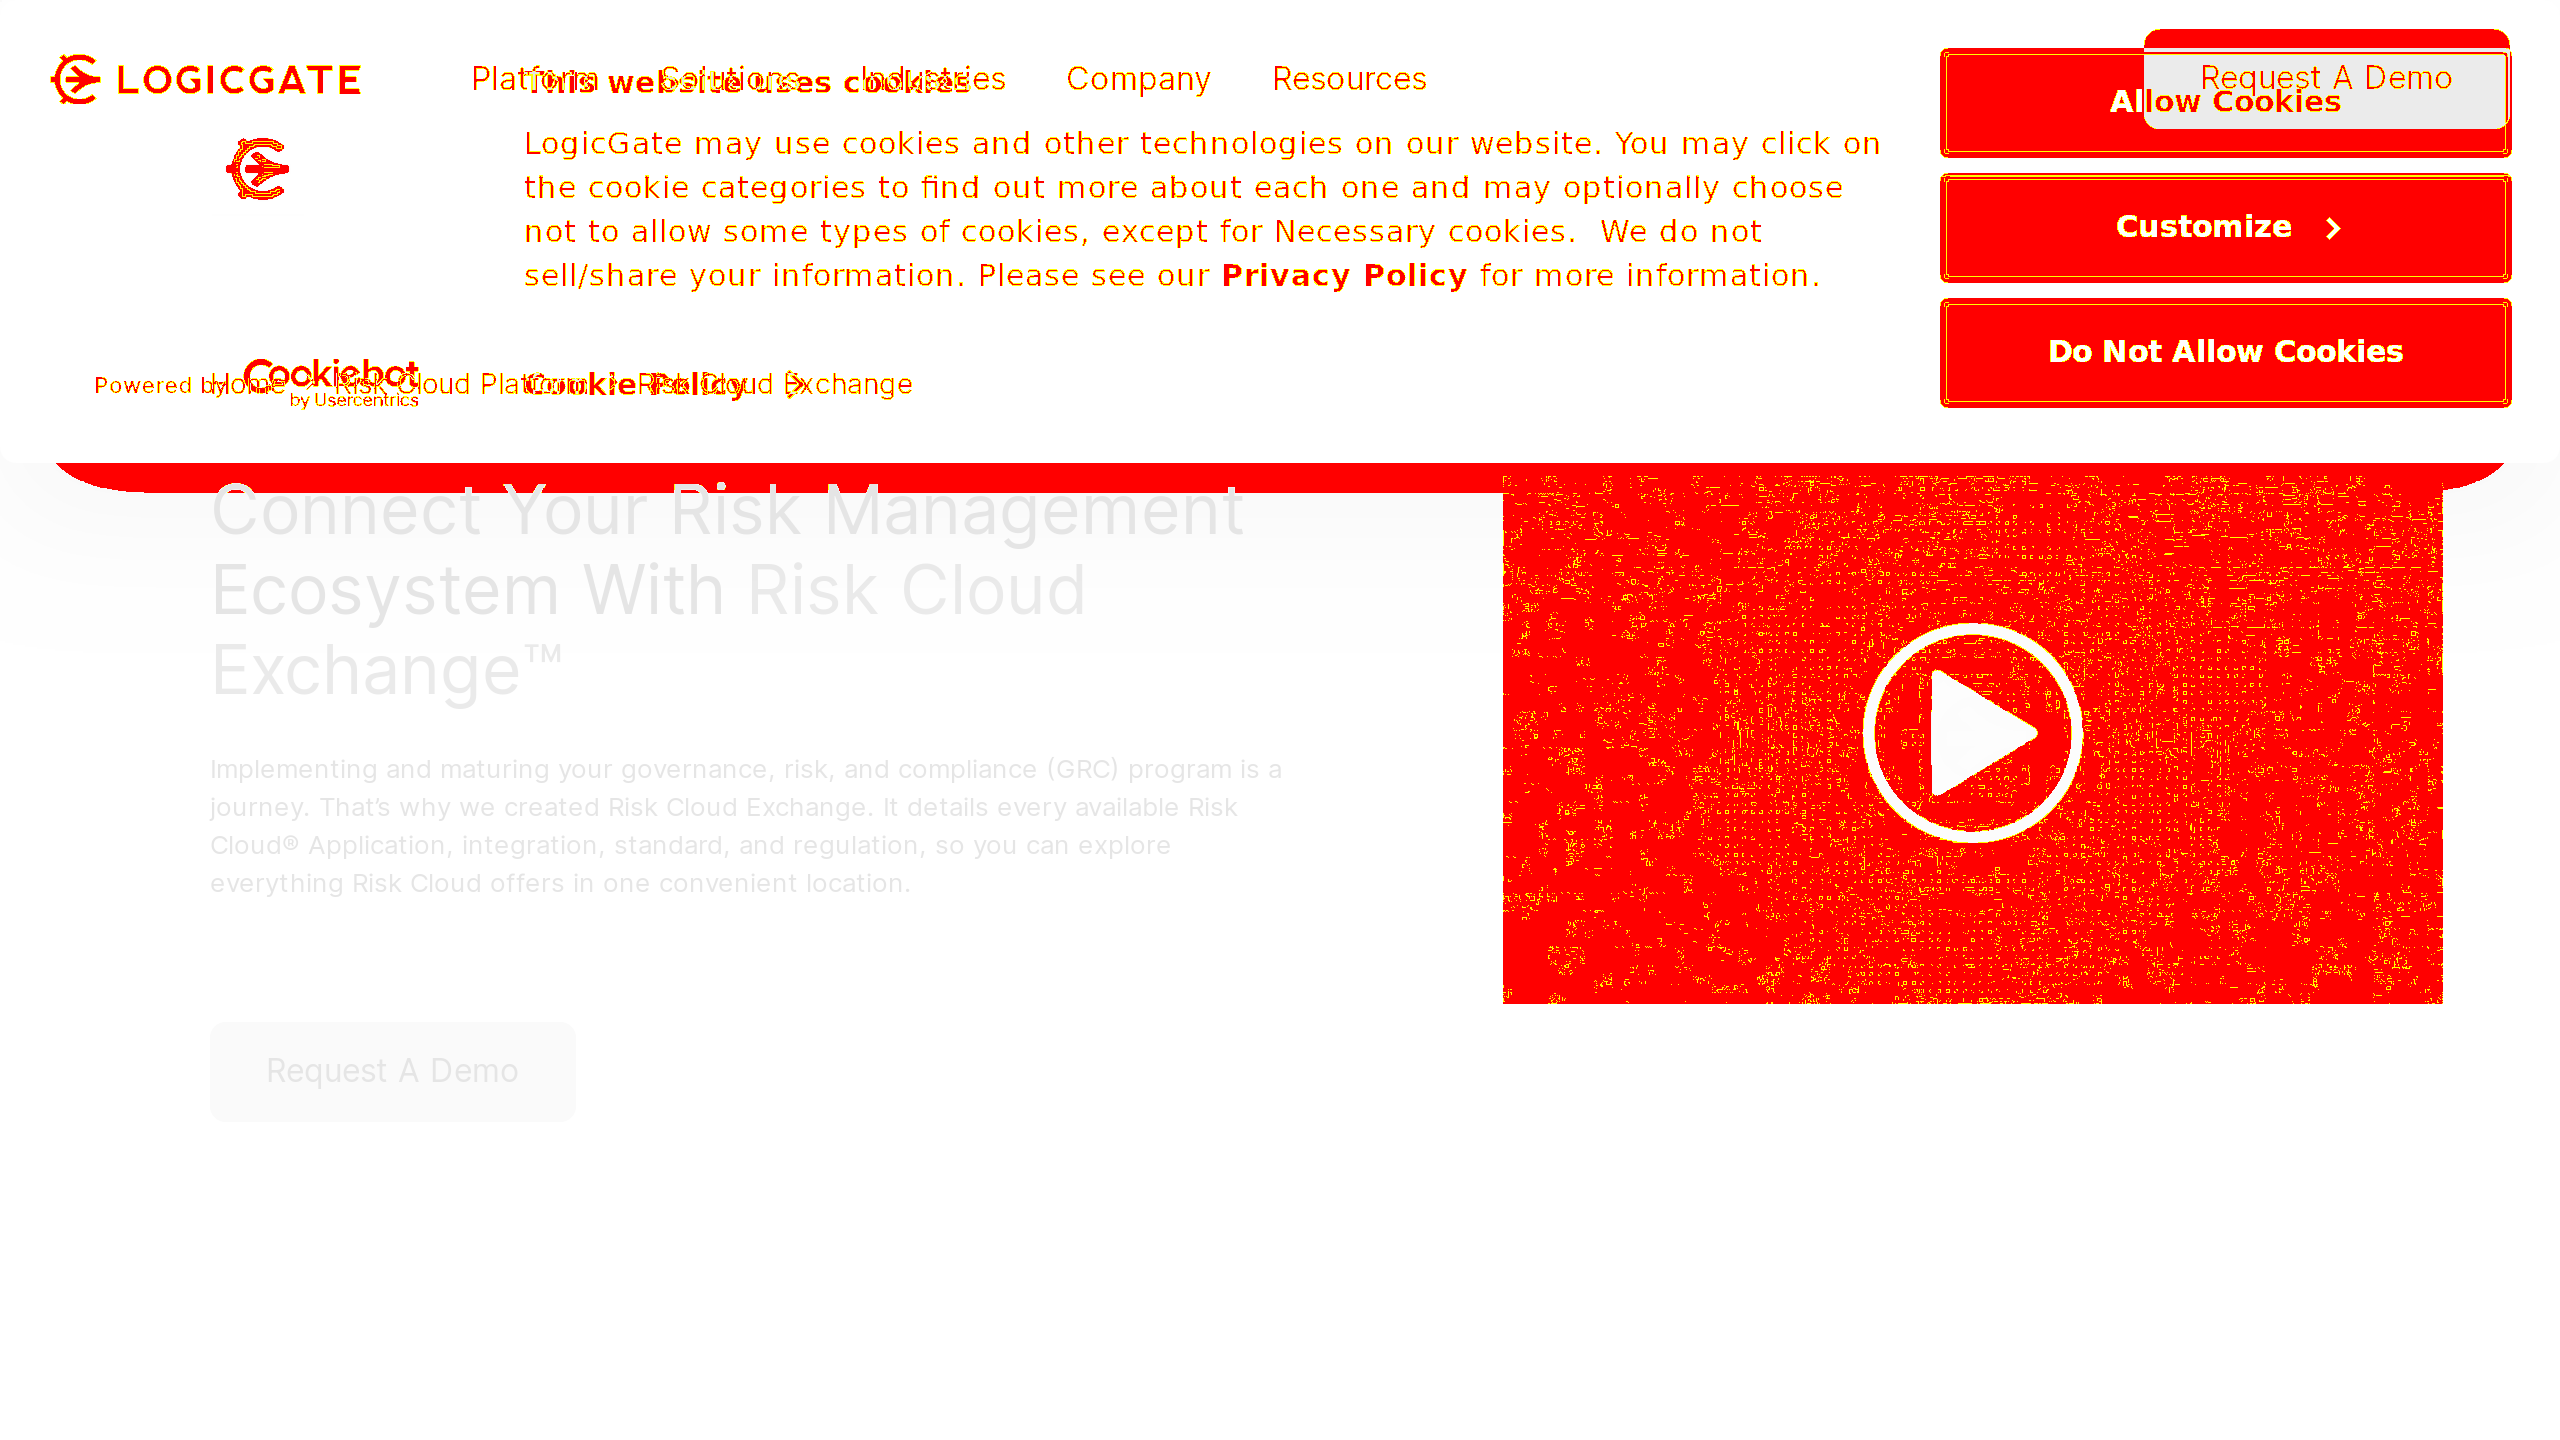 LOGICGATE
Platform Solutions Industries Company Resources
Request A Demo
This website uses cookies
LogicGate may use cookies and other technologies on our website. You may click on
the cookie categories to find out more about each one and may optionally choose
not to allow some types of cookies, except for Necessary cookies. We do not
sell/share your information. Please see our Privacy Policy for more information.
Allow Cookies
Customize
Do Not Allow Cookies
Powered by Cookiebot
by Usercentrics
Home Risk Cloud Platform Risk Cloud Exchange
Cookie Policy
Connect Your Risk Management
Ecosystem With Risk Cloud
Exchange™
Implementing and maturing your governance, risk, and compliance (GRC) program is a
journey. That’s why we created Risk Cloud Exchange. It details every available Risk
Cloud® Application, integration, standard, and regulation, so you can explore
everything Risk Cloud offers in one convenient location.
Request A Demo